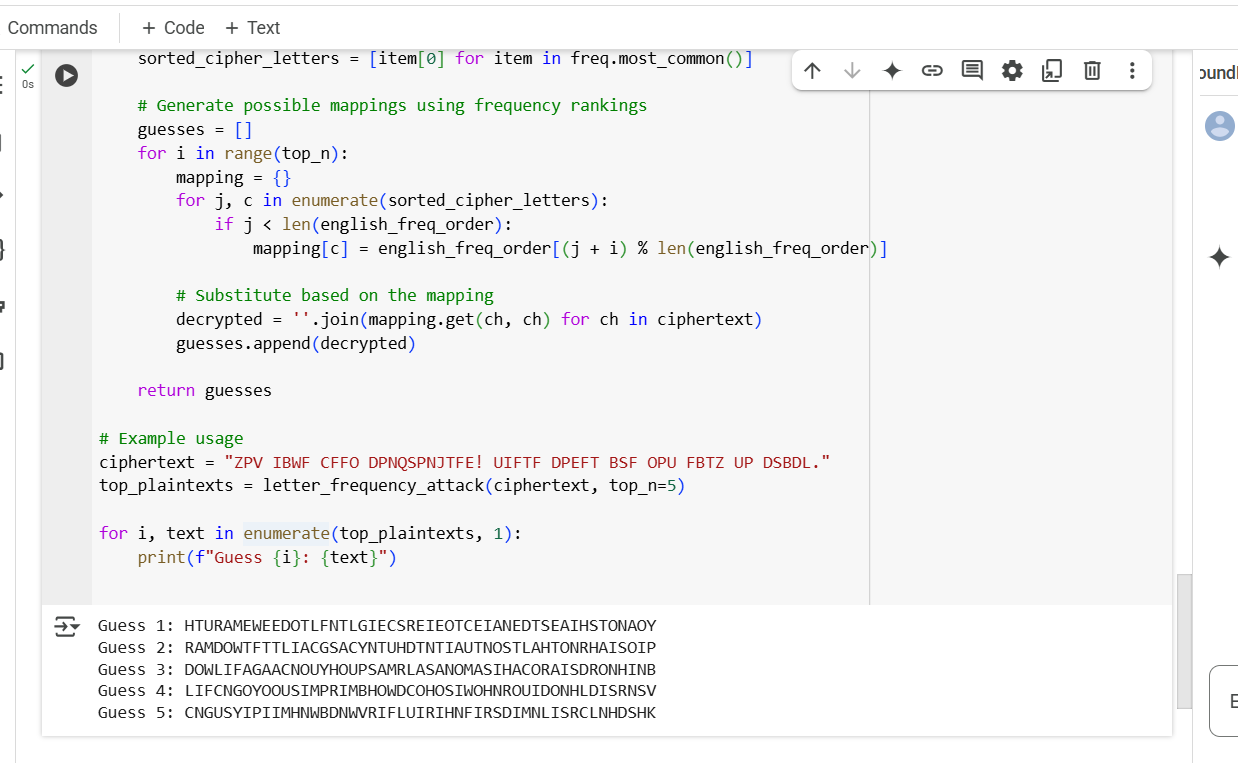 Commands + Code + Text
sorted_cipher_letters = [item[0] for item in freq.most_common()]
0s
# Generate possible mappings using frequency rankings
guesses = []
for i in range(top_n):
mapping = {}
for j, c in enumerate(sorted_cipher_letters):
if j < len(english_freq_order):
mapping[c] = english_freq_order[(j + i) % len(english_freq_order)]
# Substitute based on the mapping
decrypted = ''.join(mapping.get(ch, ch) for ch in ciphertext)
guesses.append(decrypted)
return guesses
# Example usage
ciphertext = "ZPV IBWF CFFO DPNQSPNJTFE! UIFTF DPEFT BSF OPU FBTZ UP DSBDL."
top_plaintexts = letter_frequency_attack(ciphertext, top_n=5)
for i, text in enumerate(top_plaintexts, 1):
print(f"Guess {i}: {text}")
Guess 1: HTURAMEWEEDOTLFNTLGIECSREIEOTCEIANEDTSEAIHSTONAOY
Guess 2: RAMDOWTFTTLIACGSACYNTUHDTNTIAUTNOSTLAHTONRHAISOIP
Guess 3: DOWLIFAGAACNOUYHOUPSAMRLASANOMASIHACORAISDRONHINB
Guess 4: LIFCNGOYOOUSIMPRIMBHOWDCOHOSIWOHNROUIDONHLDISRNSV
Guess 5: CNGUSYIPIIMHNWBDNWVRIFLUIRIHNFIRSDIMNLISRCLNHDSHK